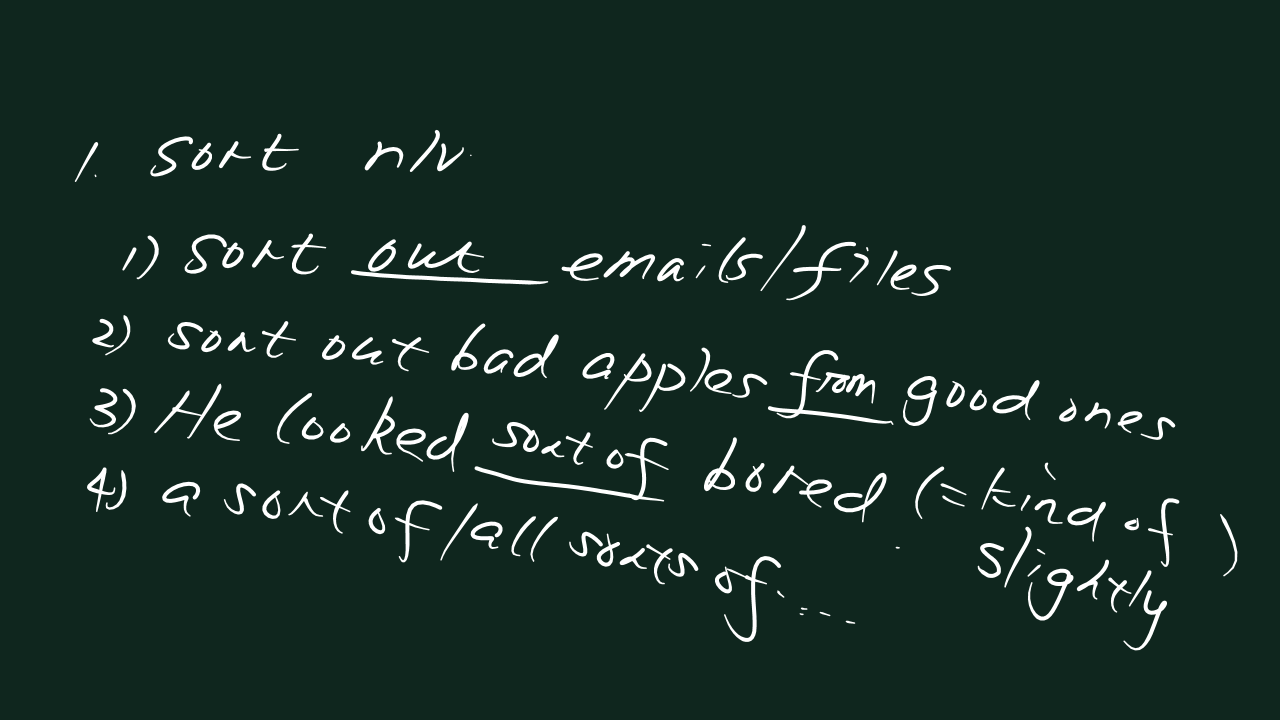 1. sort n/v.
1) sort out emails/files
2) sort out bad apples from good ones
3) He looked sort of bored (=kind of )
slightly
4) a sort of/all sorts of ....